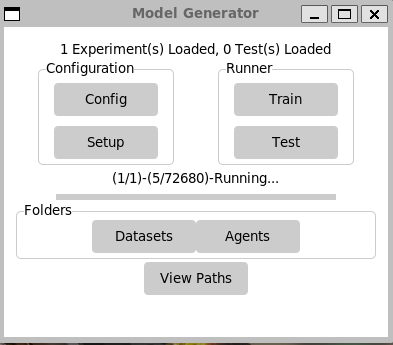 Model Generator
1 Experiment(s) Loaded, 0 Test(s) Loaded
Configuration
Runner
Config
Train
Setup
Test
(1/1)-(5/72680)-Running...
Folders
Datasets
Agents
View Paths